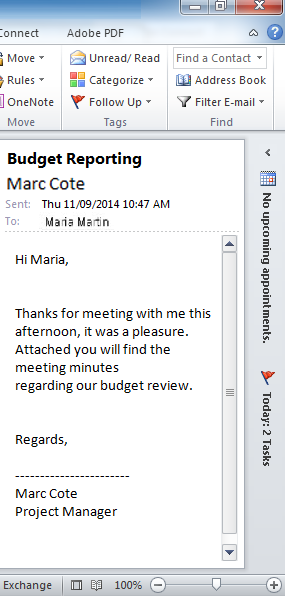 Connect Adobe PDF
Move Unread/ Read Find a Contact
Rules Categorize Address Book
OneNote Follow Up Filter E-mail
Move Tags Find
Budget Reporting
Marc Cote
Sent: Thu 11/09/2014 10:47 AM
To: Maria Martin
Hi Maria,
Thanks for meeting with me this
afternoon, it was a pleasure.
Attached you will find the
meeting minutes
regarding our budget review.
Regards,
-----------------------
Marc Cote
Project Manager
No upcoming appointments.
Today: 2 Tasks
Exchange 100%